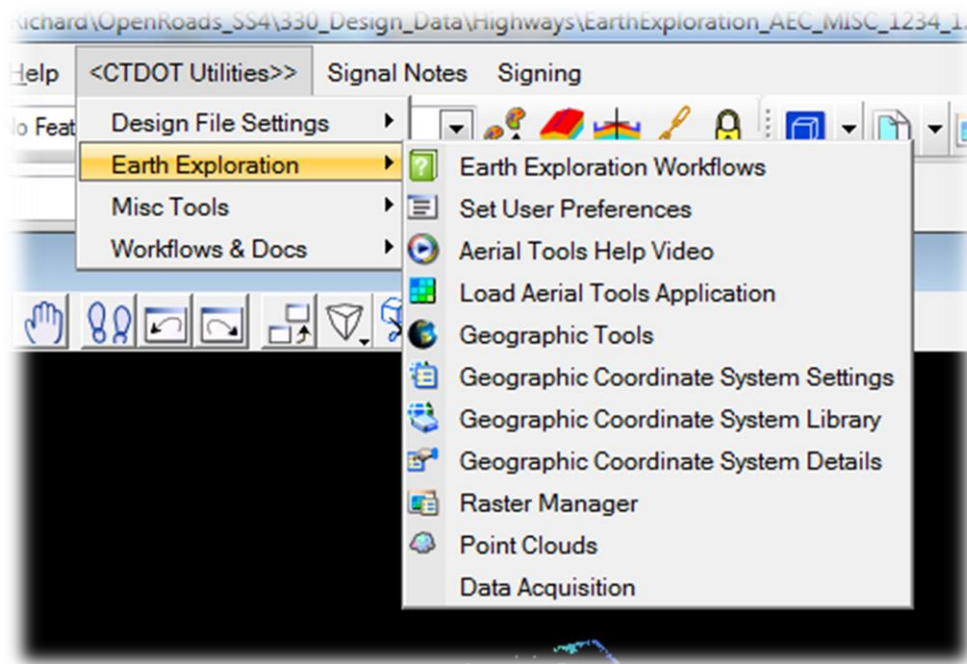 Richard\OpenRoads_SS4\330_Design_Data\Highways\EarthExploration_AEC_MISC_1234_1
Help <CTDOT Utilities>> Signal Notes Signing
No Feat
Design File Settings
Earth Exploration
Misc Tools
Workflows & Docs
Earth Exploration Workflows
Set User Preferences
Aerial Tools Help Video
Load Aerial Tools Application
Geographic Tools
Geographic Coordinate System Settings
Geographic Coordinate System Library
Geographic Coordinate System Details
Raster Manager
Point Clouds
Data Acquisition